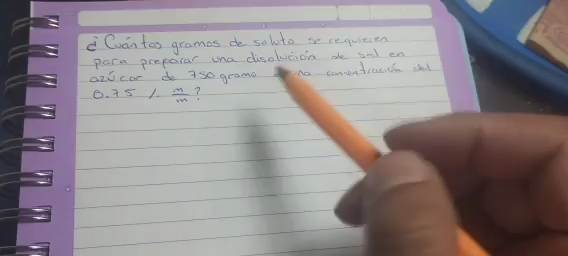 ¿Cuántos gramos de soluto se requieren
para preparar una disolución de sal en
azúcar de 750 gramo na concentración del
0.75 % m/m?